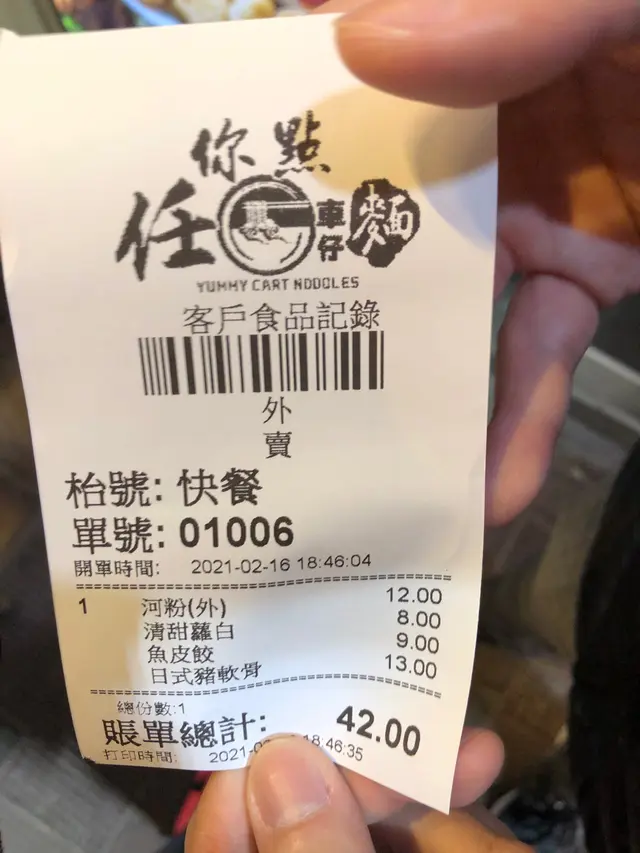 你點
任 車仔麵
YUMMY CART NOODLES
客戶食品記錄
外
賣
枱號: 快餐
單號: 01006
開單時間: 2021-02-16 18:46:04
1 河粉(外) 12.00
清甜蘿白 8.00
魚皮餃 9.00
日式豬軟骨 13.00
總份數:1
賬單總計: 42.00
打印時間: 2021- 18:46:35